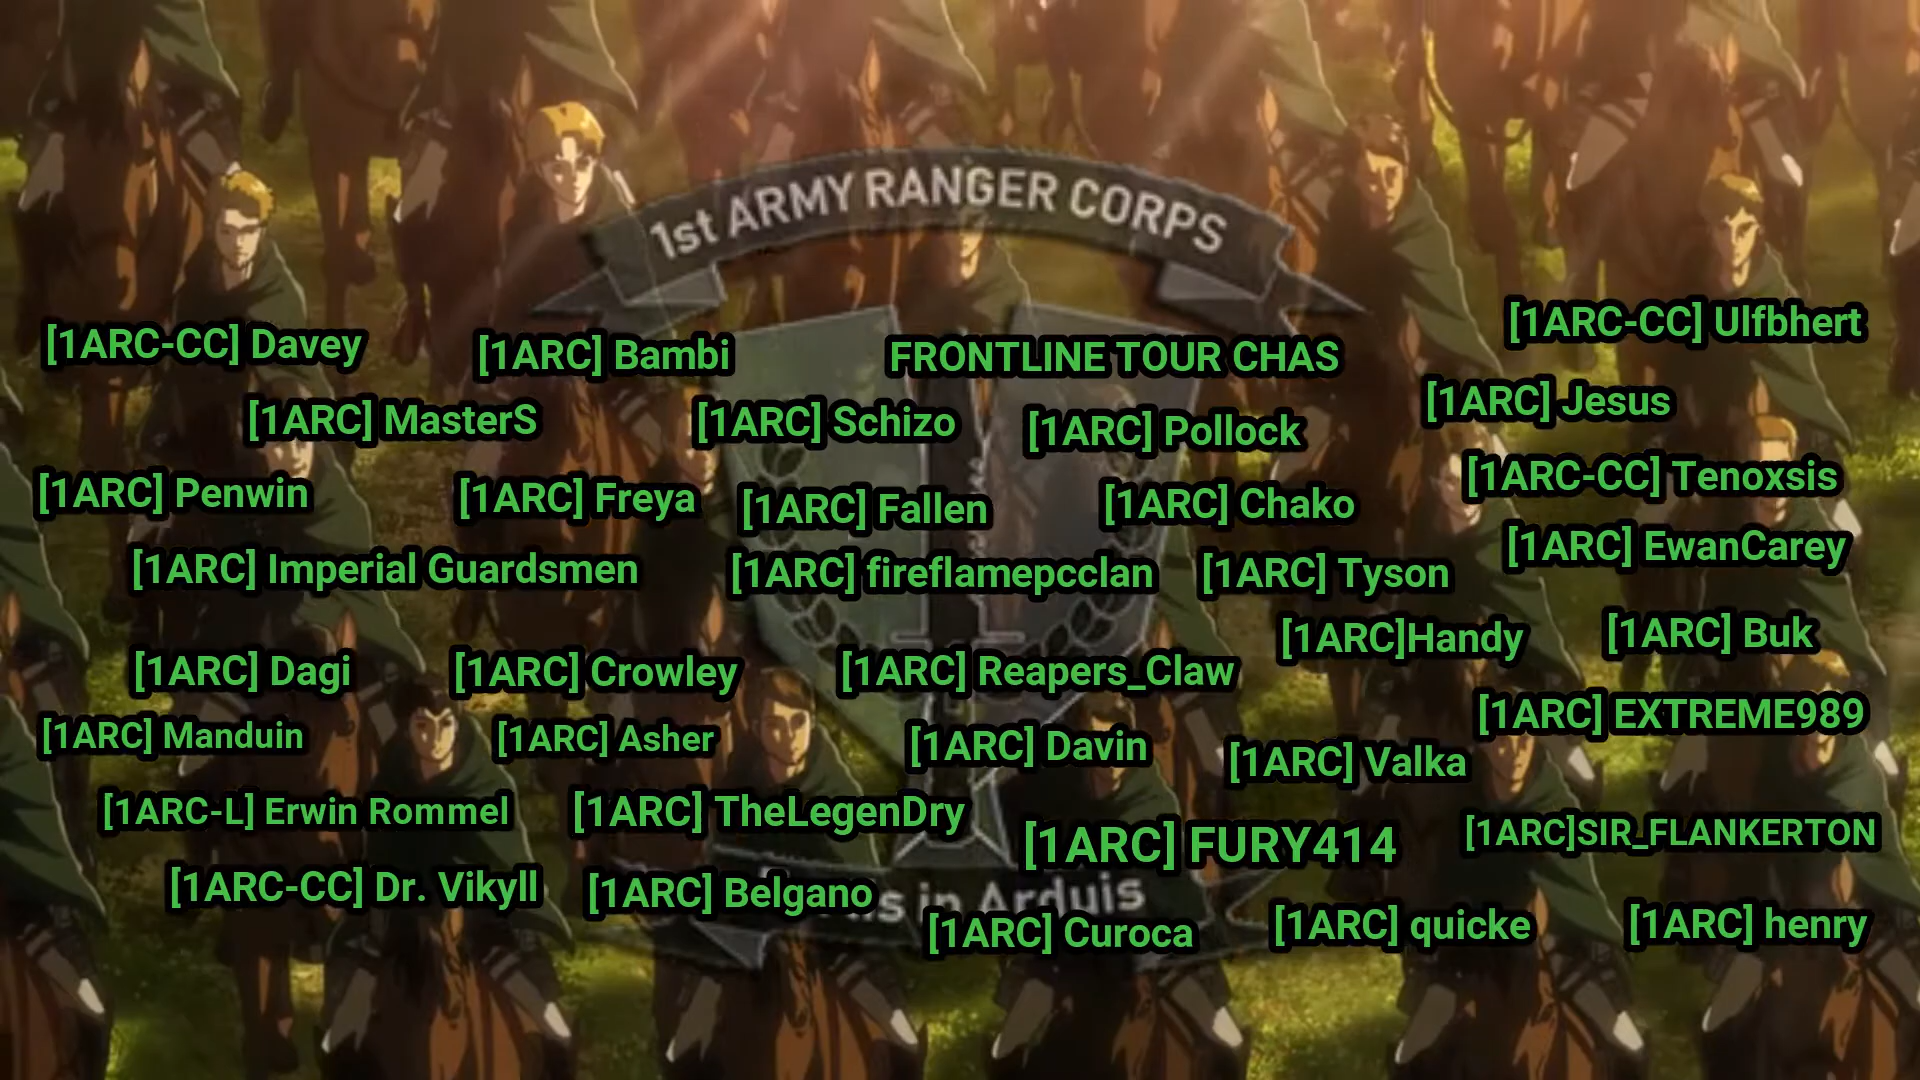 1st ARMY RANGER CORPS
[1ARC-CC] Davey
[1ARC] Bambi
FRONTLINE TOUR CHAS
[1ARC-CC] Ulfbhert
[1ARC] MasterS
[1ARC] Schizo
[1ARC] Pollock
[1ARC] Jesus
[1ARC] Penwin
[1ARC] Freya
[1ARC] Fallen
[1ARC] Chako
[1ARC-CC] Tenoxsis
[1ARC] Imperial Guardsmen
[1ARC] fireflamepcclan
[1ARC] Tyson
[1ARC] EwanCarey
[1ARC]Handy
[1ARC] Buk
[1ARC] Dagi
[1ARC] Crowley
[1ARC] Reapers_Claw
[1ARC] EXTREME989
[1ARC] Manduin
[1ARC] Asher
[1ARC] Davin
[1ARC] Valka
[1ARC-L] Erwin Rommel
[1ARC] TheLegenDry
[1ARC] FURY414
[1ARC]SIR_FLANKERTON
[1ARC-CC] Dr. Vikyll
[1ARC] Belgano
in Arduis
[1ARC] Curoca
[1ARC] quicke
[1ARC] henry